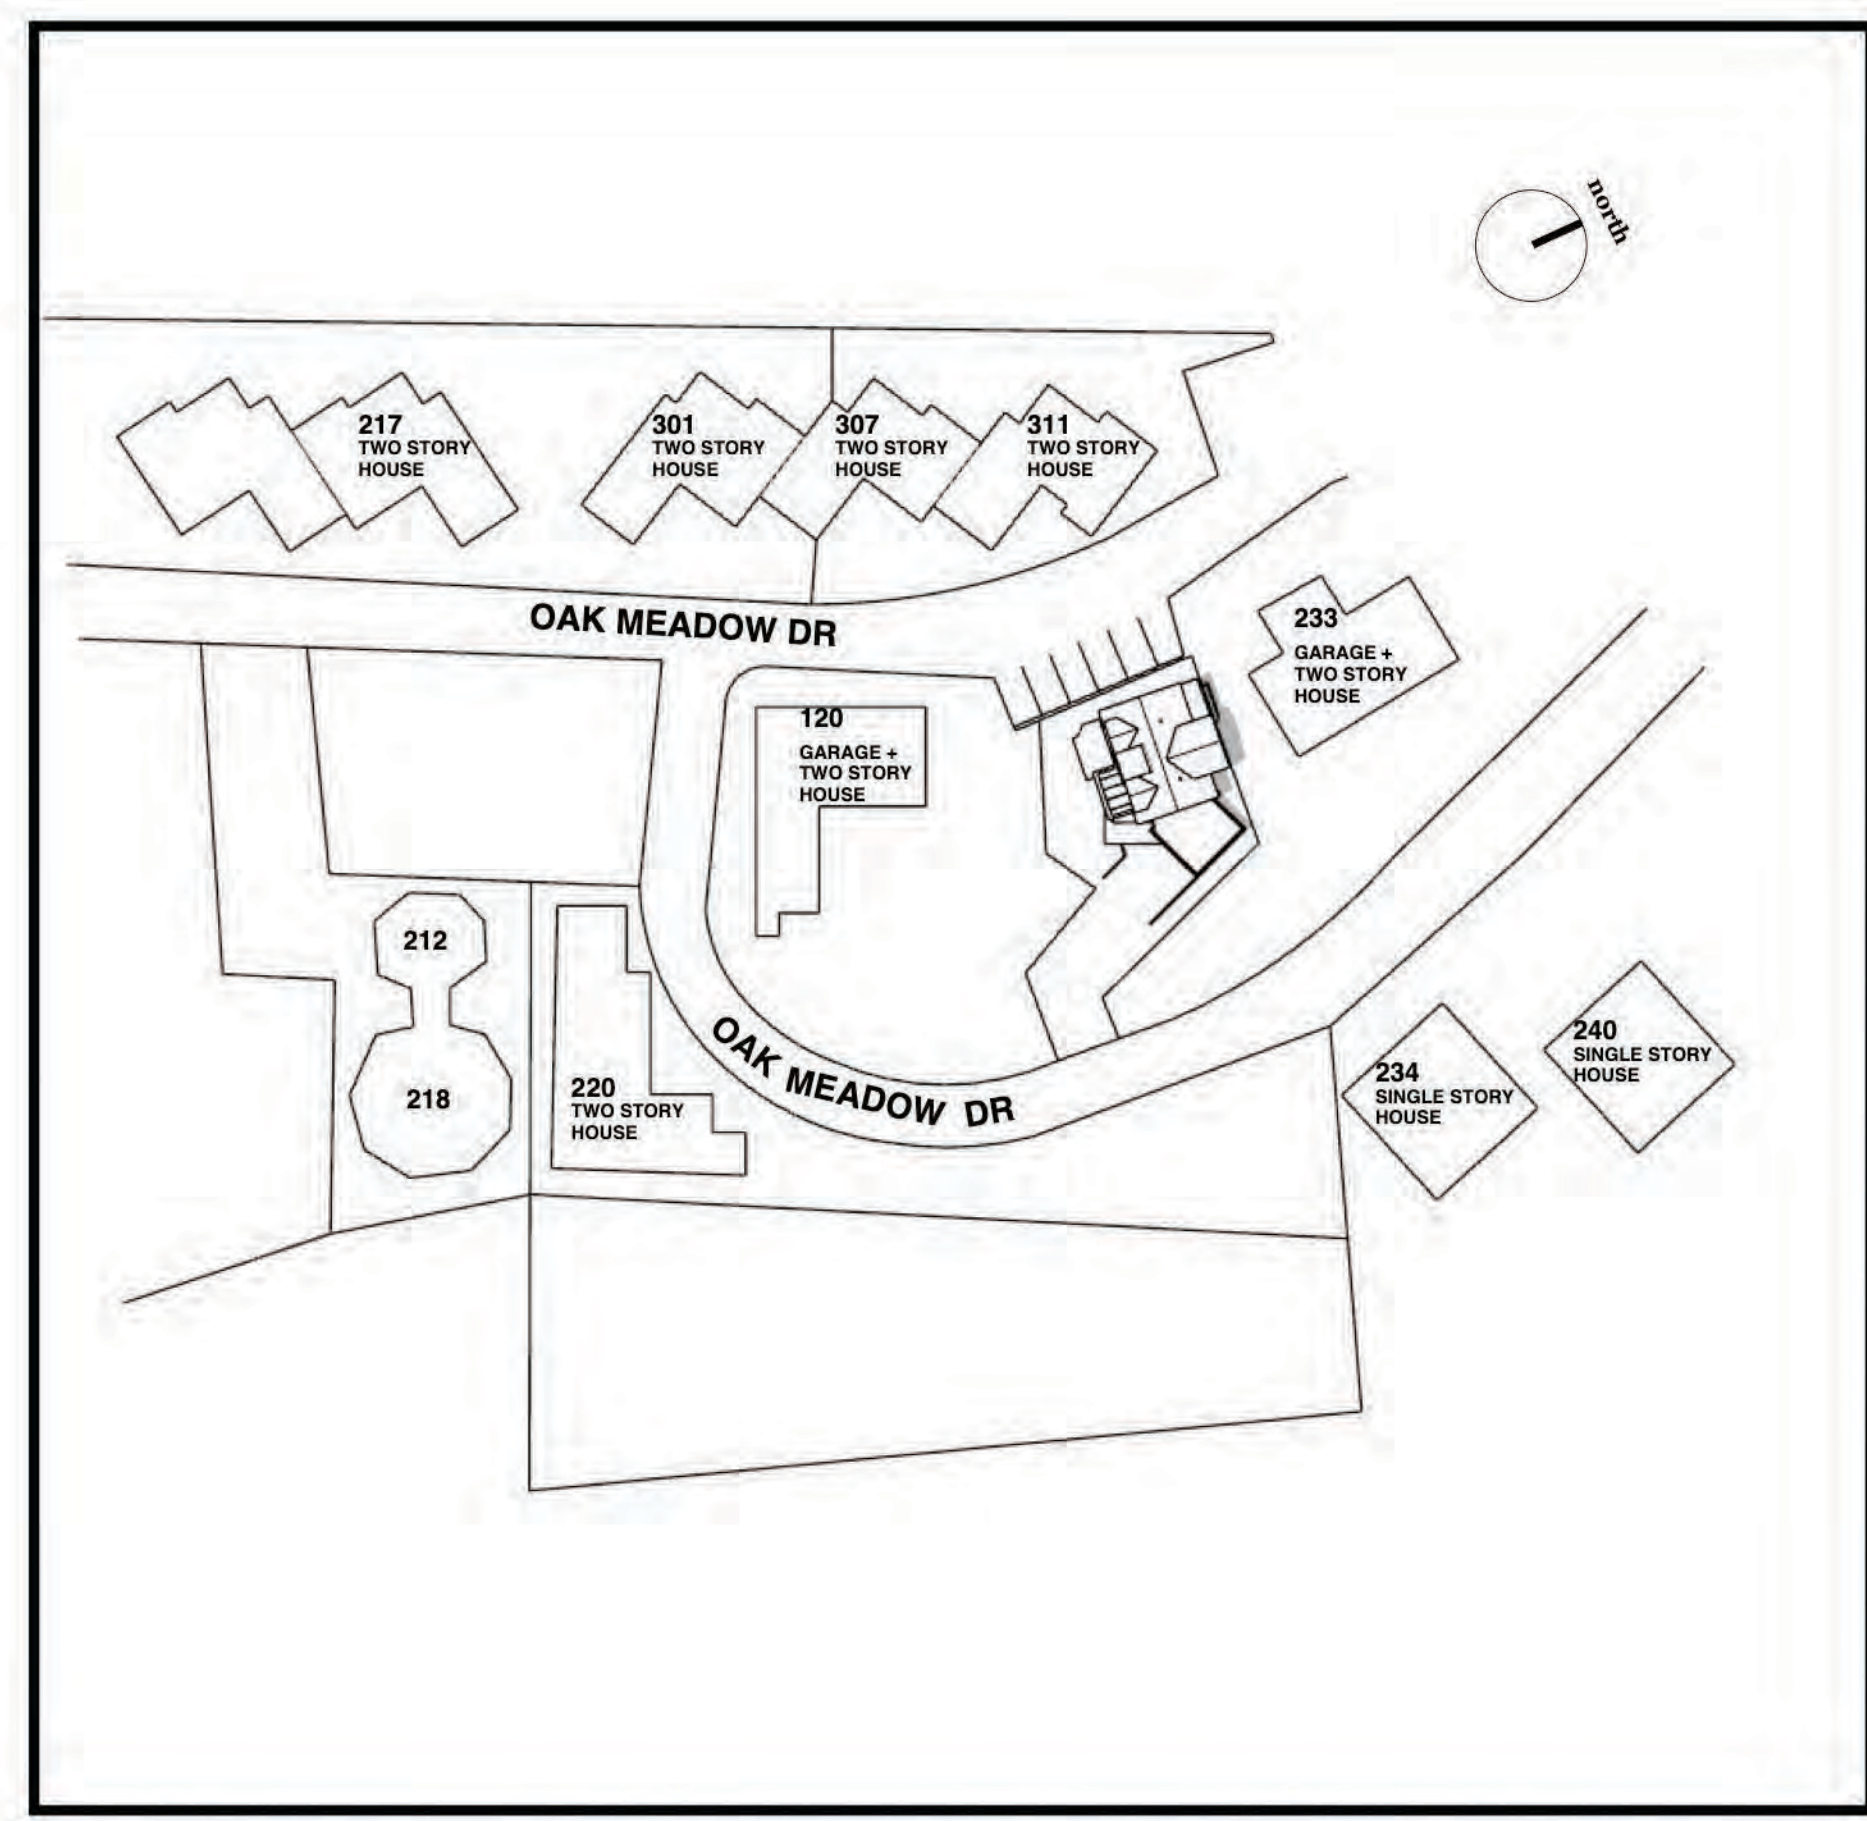 north
217
TWO STORY
HOUSE
301
TWO STORY
HOUSE
307
TWO STORY
HOUSE
311
TWO STORY
HOUSE
OAK MEADOW DR
233
GARAGE +
TWO STORY
HOUSE
120
GARAGE +
TWO STORY
HOUSE
212
218
220
TWO STORY
HOUSE
OAK MEADOW DR
234
SINGLE STORY
HOUSE
240
SINGLE STORY
HOUSE